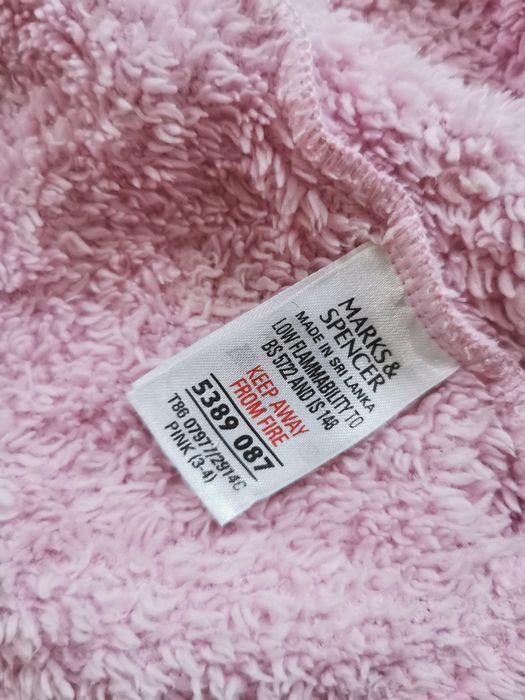 MARKS &
SPENCER
MADE IN SRI LANKA
LOW FLAMMABILITY TO
BS 5722 AND IS 148
KEEP AWAY
FROM FIRE
5389 087
T86 0797//2914C
PINK (3-4)